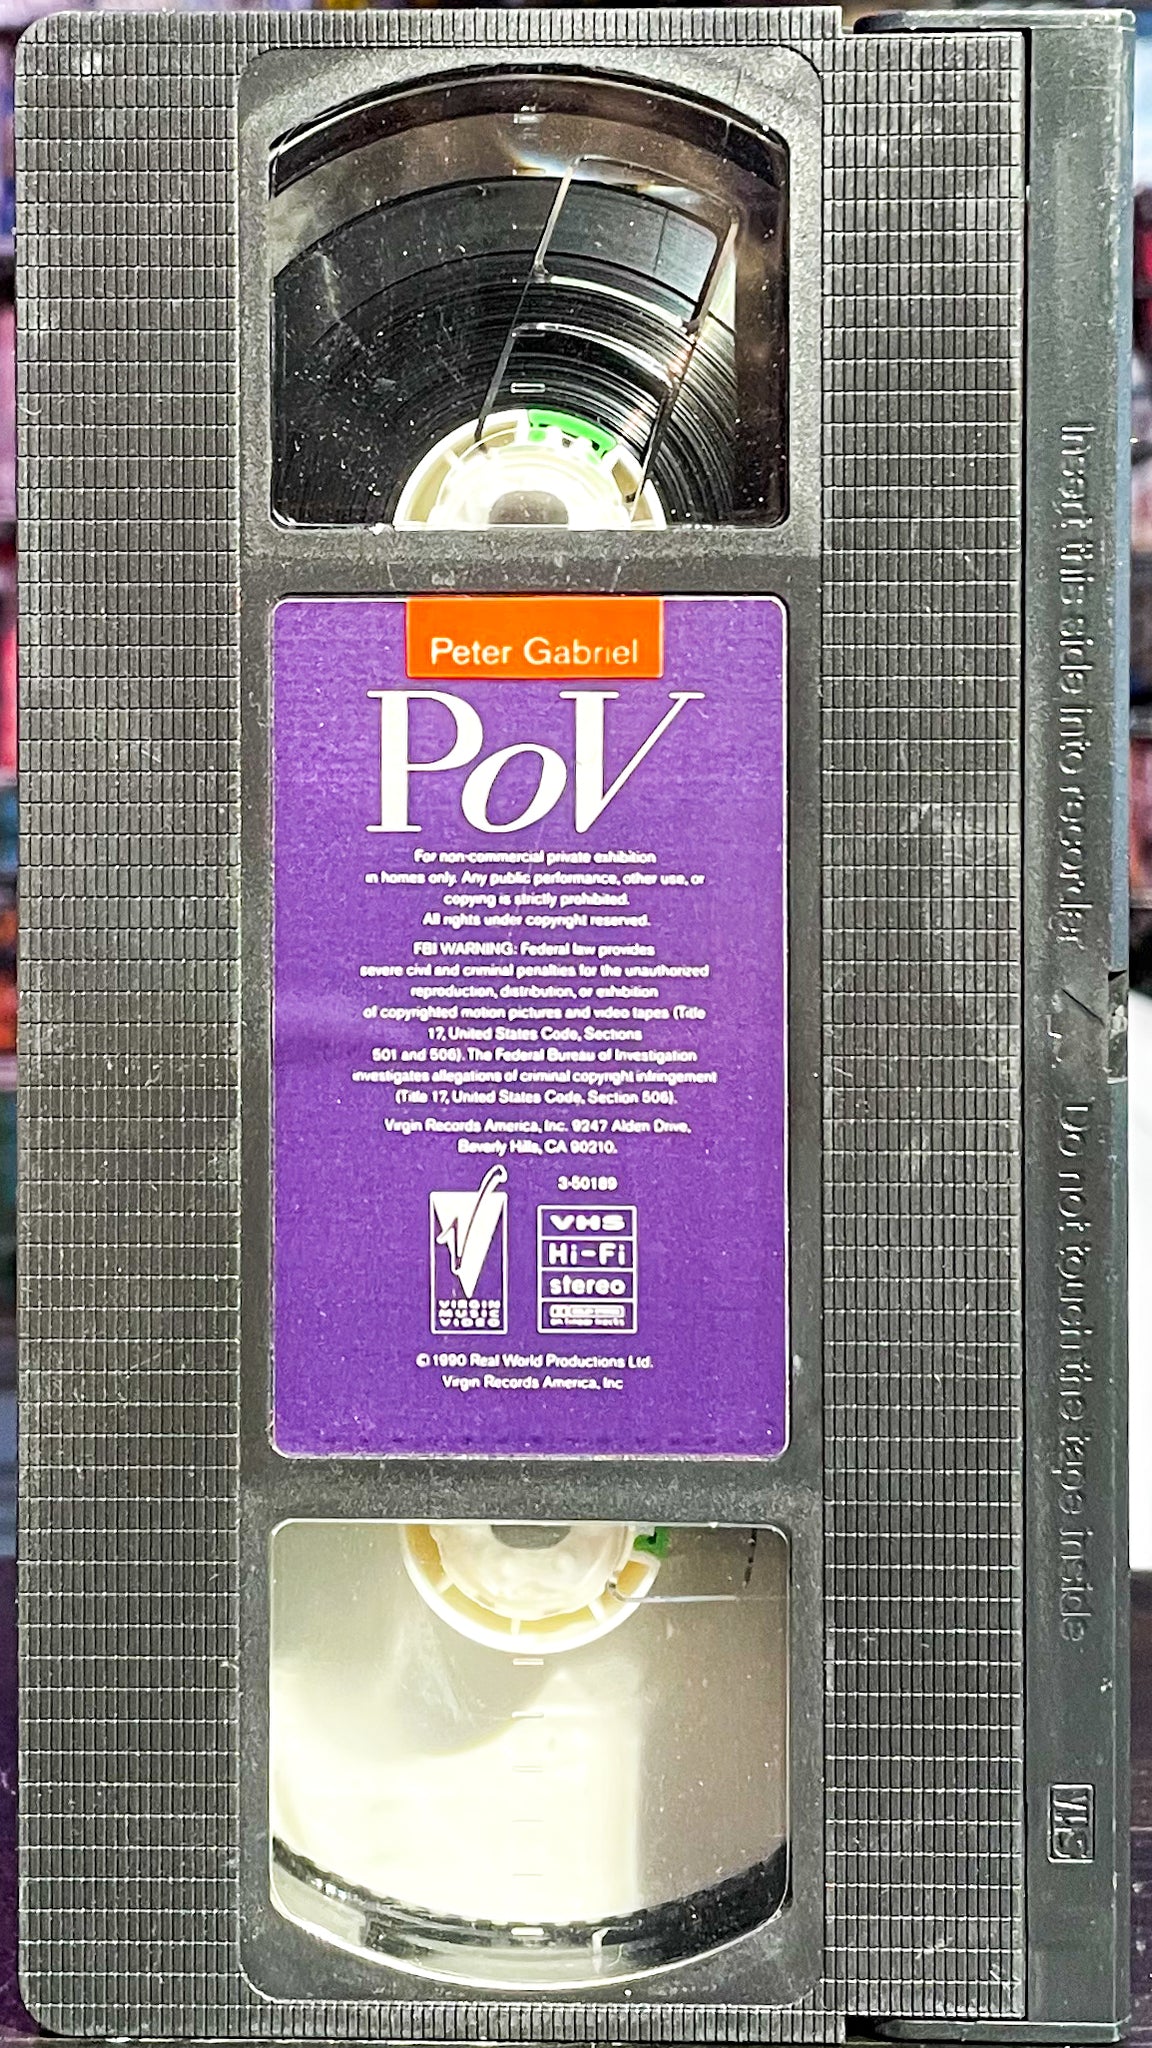 Peter Gabriel
PoV
For non-commercial private exhibition
in homes only. Any public performance, other use, or
copying is strictly prohibited.
All rights under copyright reserved.
FBI WARNING: Federal law provides
severe civil and criminal penalties for the unauthorized
reproduction, distribution, or exhibition
of copyrighted motion pictures and video tapes (Title
17, United States Code, Sections
501 and 506). The Federal Bureau of Investigation
investigates allegations of criminal copyright infringement
(Title 17, United States Code, Section 506).
Virgin Records America, Inc. 9247 Alden Drive,
Beverly Hills, CA 90210.
3-50189
VIRGIN
MUSIC
VIDEO
VHS
Hi-Fi
stereo
on linear tracks
© 1990 Real World Productions Ltd.
Virgin Records America, Inc
Insert this side into recorder
Do not touch the tape inside
VHS